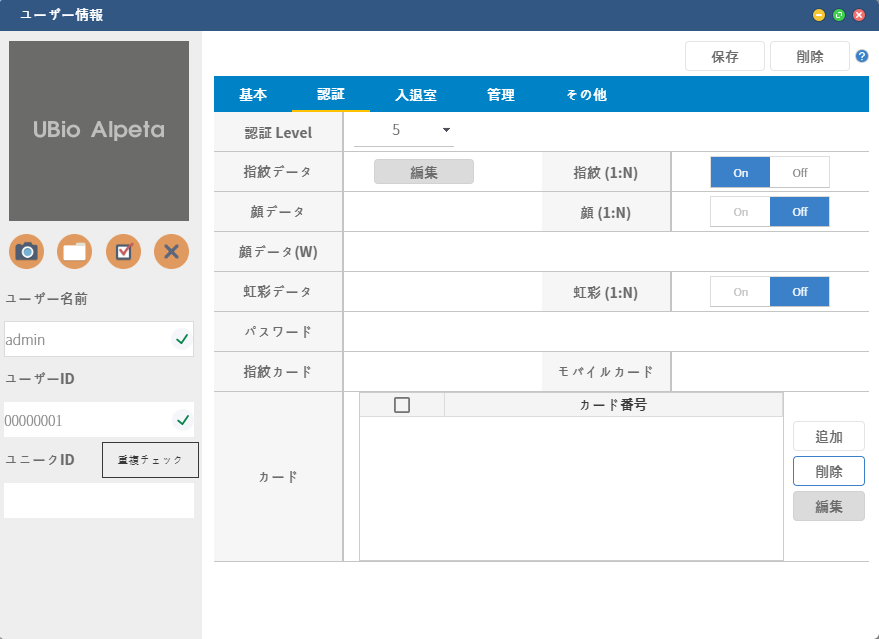 ユーザー情報
保存
削除
?
UBio Alpeta
基本
認証
入退室
管理
その他
認証 Level
5
指紋データ
編集
指紋 (1:N)
On
Off
顔データ
顔 (1:N)
On
Off
顔データ(W)
虹彩データ
虹彩 (1:N)
On
Off
パスワード
指紋カード
モバイルカード
カード
カード番号
追加
削除
編集
ユーザー名前
admin
ユーザーID
00000001
ユニークID
重複チェック